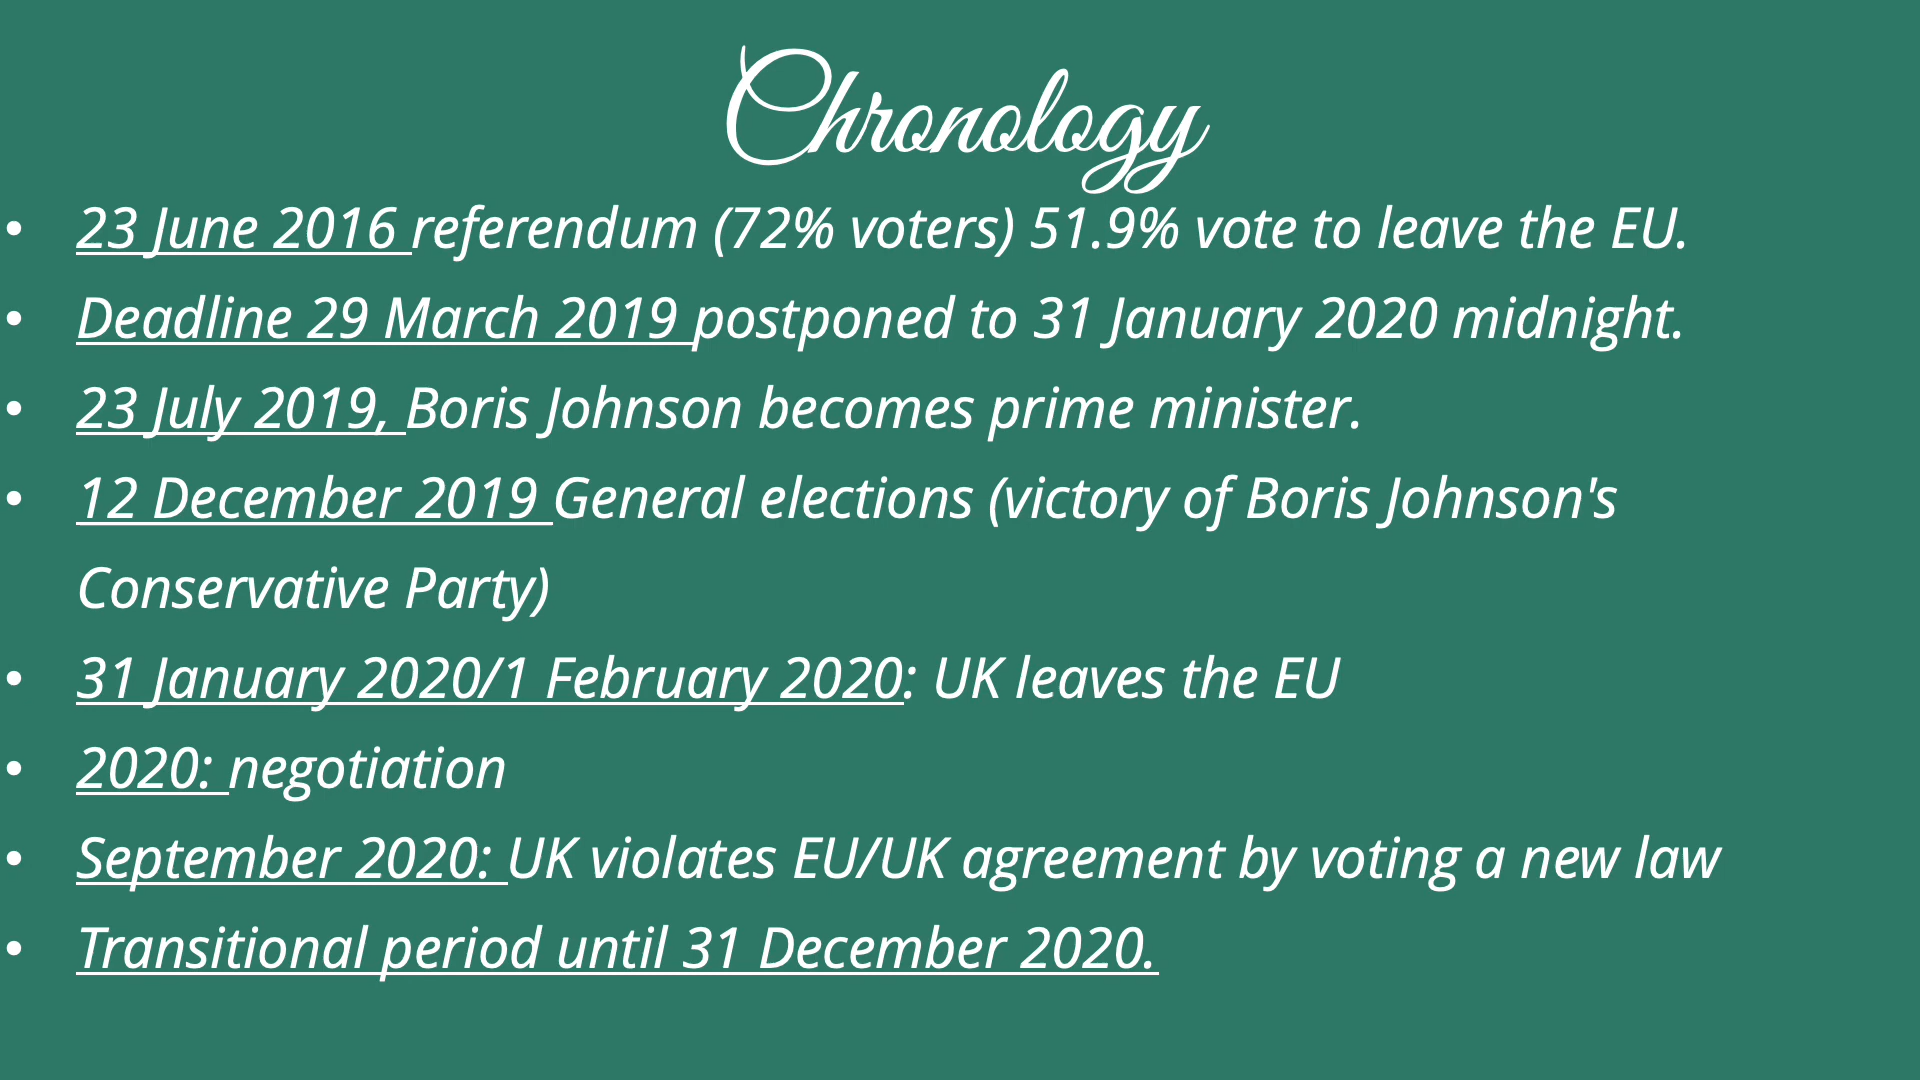 Chronology
• 23 June 2016 referendum (72% voters) 51.9% vote to leave the EU.
• Deadline 29 March 2019 postponed to 31 January 2020 midnight.
• 23 July 2019, Boris Johnson becomes prime minister.
• 12 December 2019 General elections (victory of Boris Johnson's
Conservative Party)
• 31 January 2020/1 February 2020: UK leaves the EU
• 2020: negotiation
• September 2020: UK violates EU/UK agreement by voting a new law
• Transitional period until 31 December 2020.